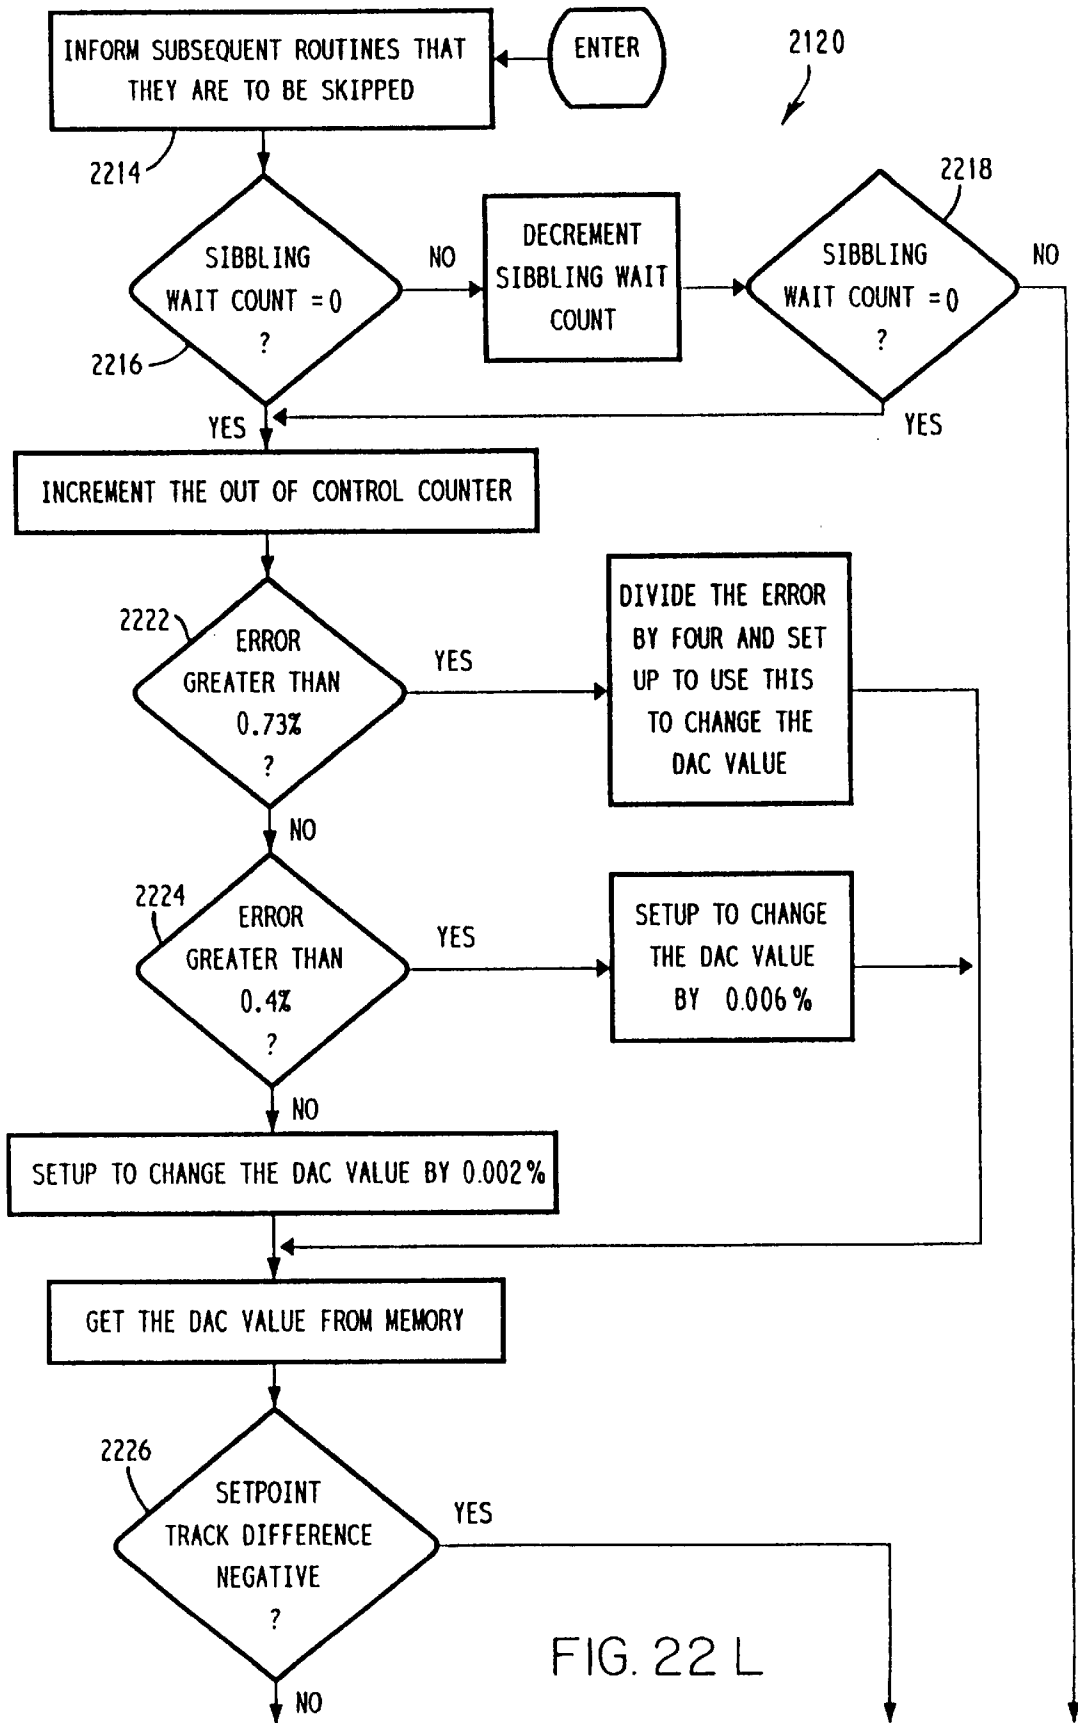 INFORM SUBSEQUENT ROUTINES THAT
THEY ARE TO BE SKIPPED
ENTER
2120
2214
2218
SIBBLING
WAIT COUNT = 0
?
2216
NO
DECREMENT
SIBBLING WAIT
COUNT
SIBBLING
WAIT COUNT = 0
?
NO
YES
YES
INCREMENT THE OUT OF CONTROL COUNTER
2222
ERROR
GREATER THAN
0.73%
?
YES
DIVIDE THE ERROR
BY FOUR AND SET
UP TO USE THIS
TO CHANGE THE
DAC VALUE
NO
2224
ERROR
GREATER THAN
0.4%
?
YES
SETUP TO CHANGE
THE DAC VALUE
BY 0.006%
NO
SETUP TO CHANGE THE DAC VALUE BY 0.002%
GET THE DAC VALUE FROM MEMORY
2226
SETPOINT
TRACK DIFFERENCE
NEGATIVE
?
YES
NO
FIG. 22 L